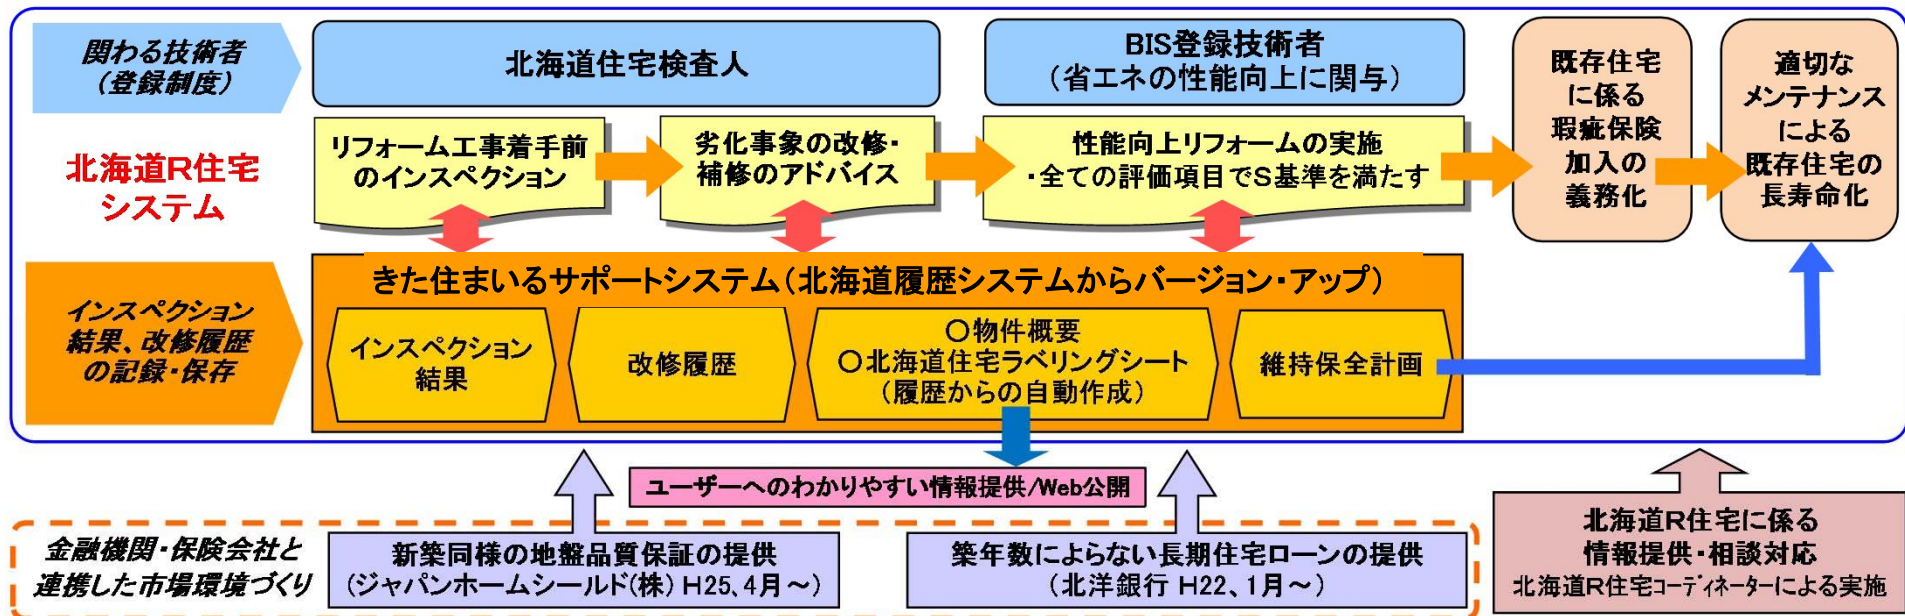 関わる技術者
(登録制度)
北海道住宅検査人
BIS登録技術者
(省エネの性能向上に関与)
既存住宅
に係る
瑕疵保険
加入の
義務化
適切な
メンテナンス
による
既存住宅の
長寿命化
北海道R住宅
システム
リフォーム工事着手前
のインスペクション
劣化事象の改修・
補修のアドバイス
性能向上リフォームの実施
・全ての評価項目でS基準を満たす
インスペクション
結果、改修履歴
の記録・保存
きた住まいるサポートシステム(北海道履歴システムからバージョン・アップ)
インスペクション
結果
改修履歴
○物件概要
○北海道住宅ラベリングシート
(履歴からの自動作成)
維持保全計画
ユーザーへのわかりやすい情報提供/Web公開
金融機関・保険会社と
連携した市場環境づくり
新築同様の地盤品質保証の提供
(ジャパンホームシールド(株) H25、4月~)
築年数によらない長期住宅ローンの提供
(北洋銀行 H22、1月~)
北海道R住宅に係る
情報提供・相談対応
北海道R住宅コーディネーターによる実施